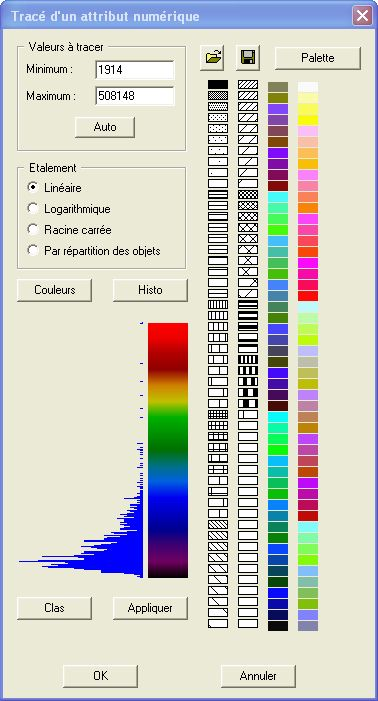 Tracé d'un attribut numérique
Valeurs à tracer
Minimum : 1914
Maximum : 508148
Auto
Palette
Etalement
Linéaire
Logarithmique
Racine carrée
Par répartition des objets
Couleurs
Histo
Clas
Appliquer
OK
Annuler